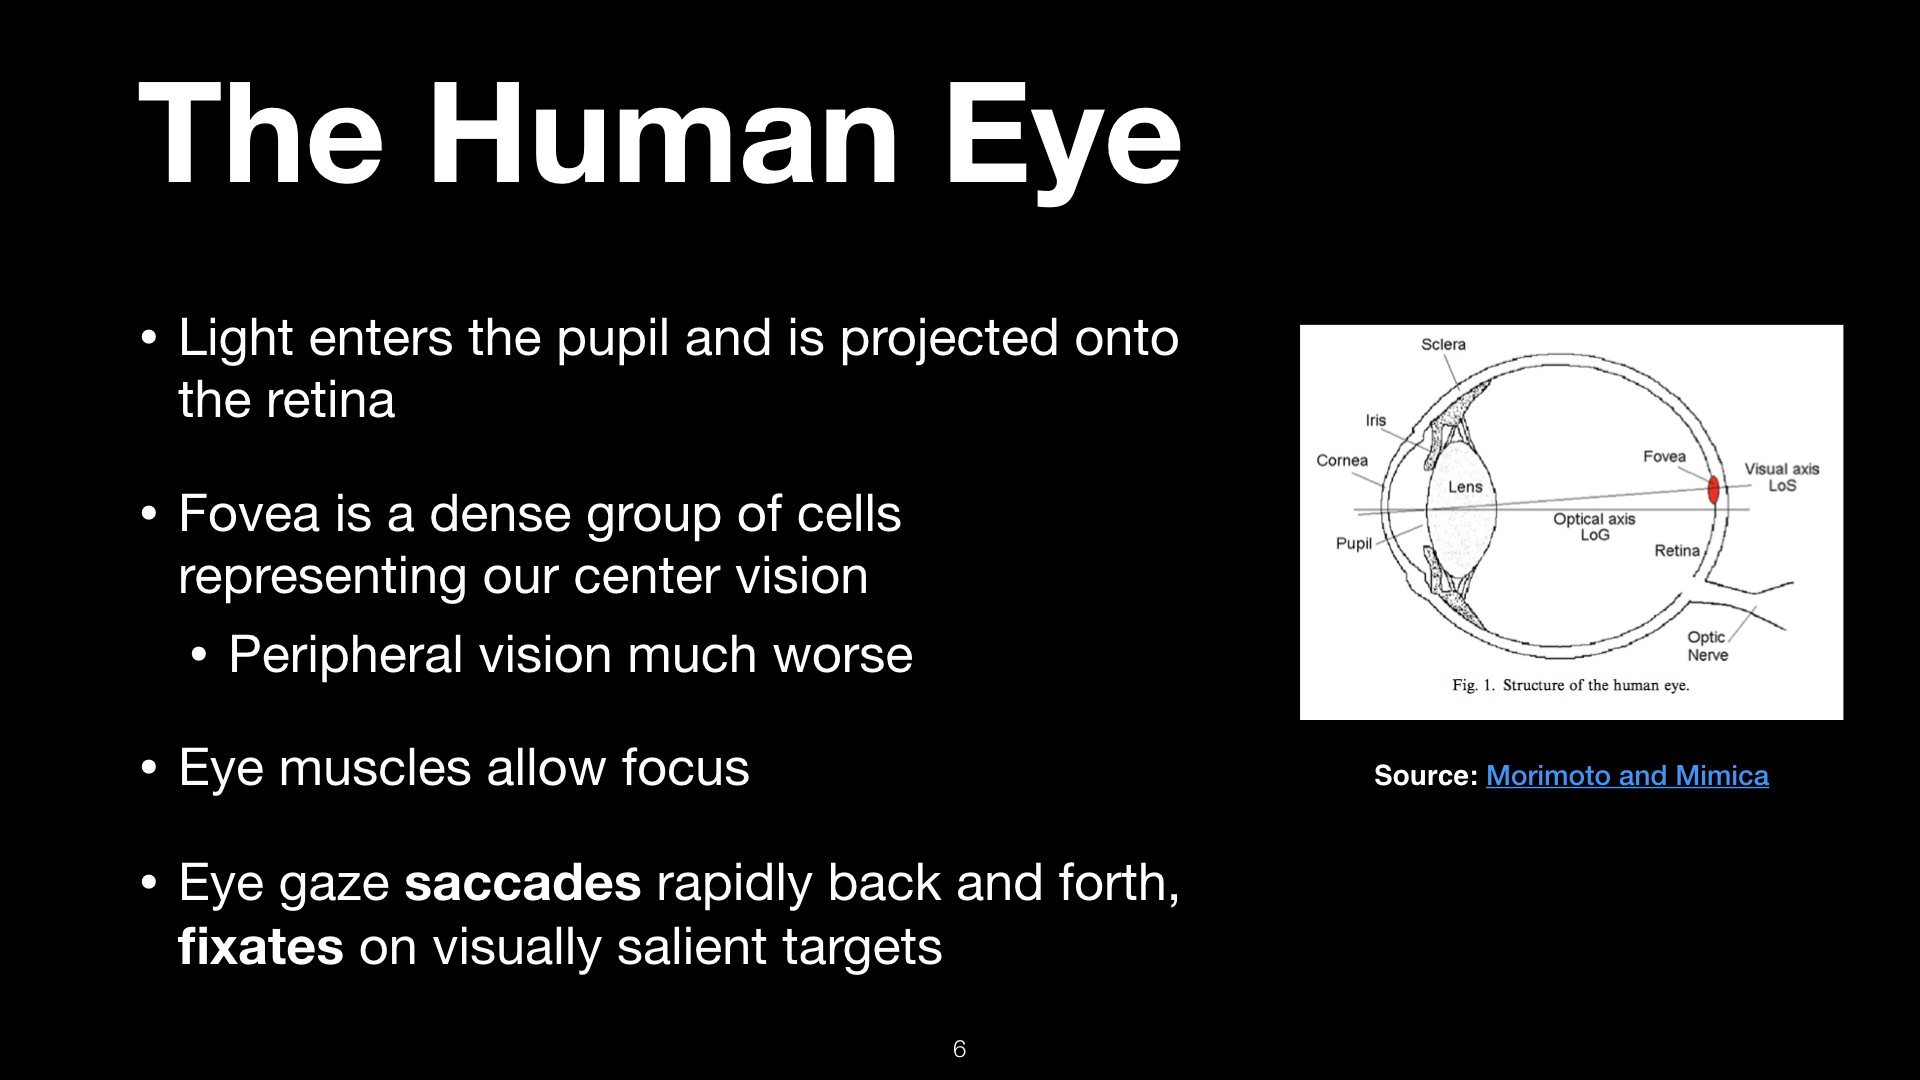 The Human Eye
• Light enters the pupil and is projected onto
the retina
• Fovea is a dense group of cells
representing our center vision
• Peripheral vision much worse
• Eye muscles allow focus
• Eye gaze saccades rapidly back and forth,
fixates on visually salient targets
Sclera
Iris
Cornea
Fovea
Visual axis
LoS
Lens
Optical axis
LoG
Pupil
Retina
Optic
Nerve
Fig. 1. Structure of the human eye.
Source: Morimoto and Mimica
6